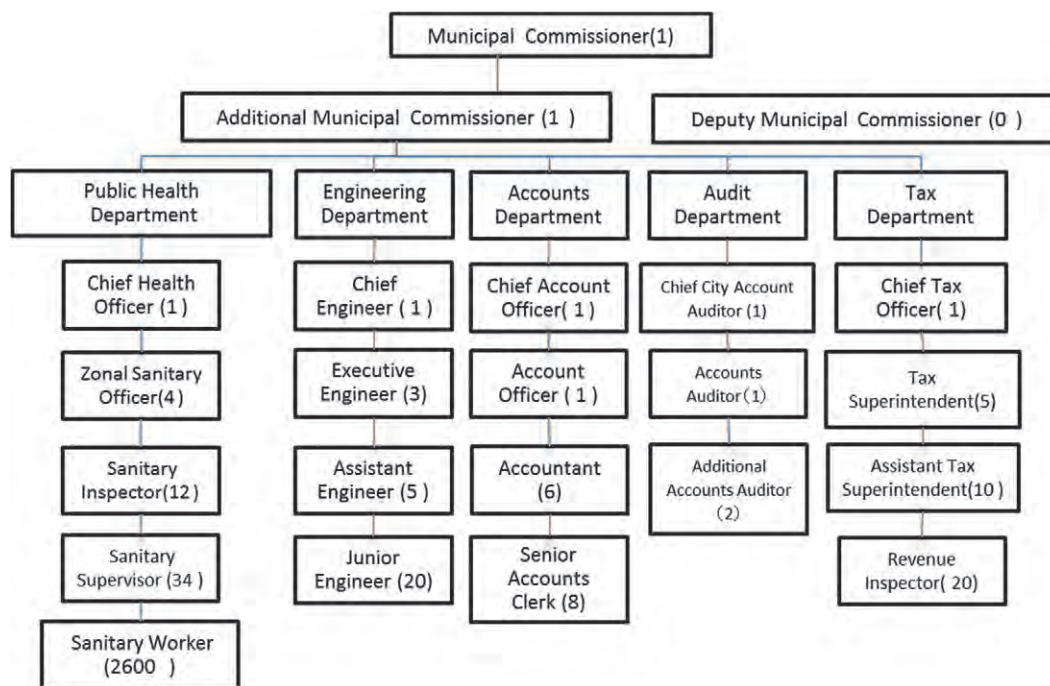 Municipal Commissioner(1)
Additional Municipal Commissioner (1 )
Deputy Municipal Commissioner (0 )
Public Health
Department
Engineering
Department
Accounts
Department
Audit
Department
Tax
Department
Chief Health
Officer (1)
Chief
Engineer ( 1 )
Chief Account
Officer( 1 )
Chief City Account
Auditor (1)
Chief Tax
Officer( 1)
Zonal Sanitary
Officer(4 )
Executive
Engineer (3)
Account
Officer ( 1 )
Accounts
Auditor(1)
Tax
Superintendent(5)
Sanitary
Inspector(12 )
Assistant
Engineer (5 )
Accountant
(6)
Additional
Accounts Auditor
(2)
Assistant Tax
Superintendent(10 )
Sanitary
Supervisor (34 )
Junior
Engineer (20)
Senior
Accounts
Clerk (8)
Revenue
Inspector( 20)
Sanitary Worker
(2600 )